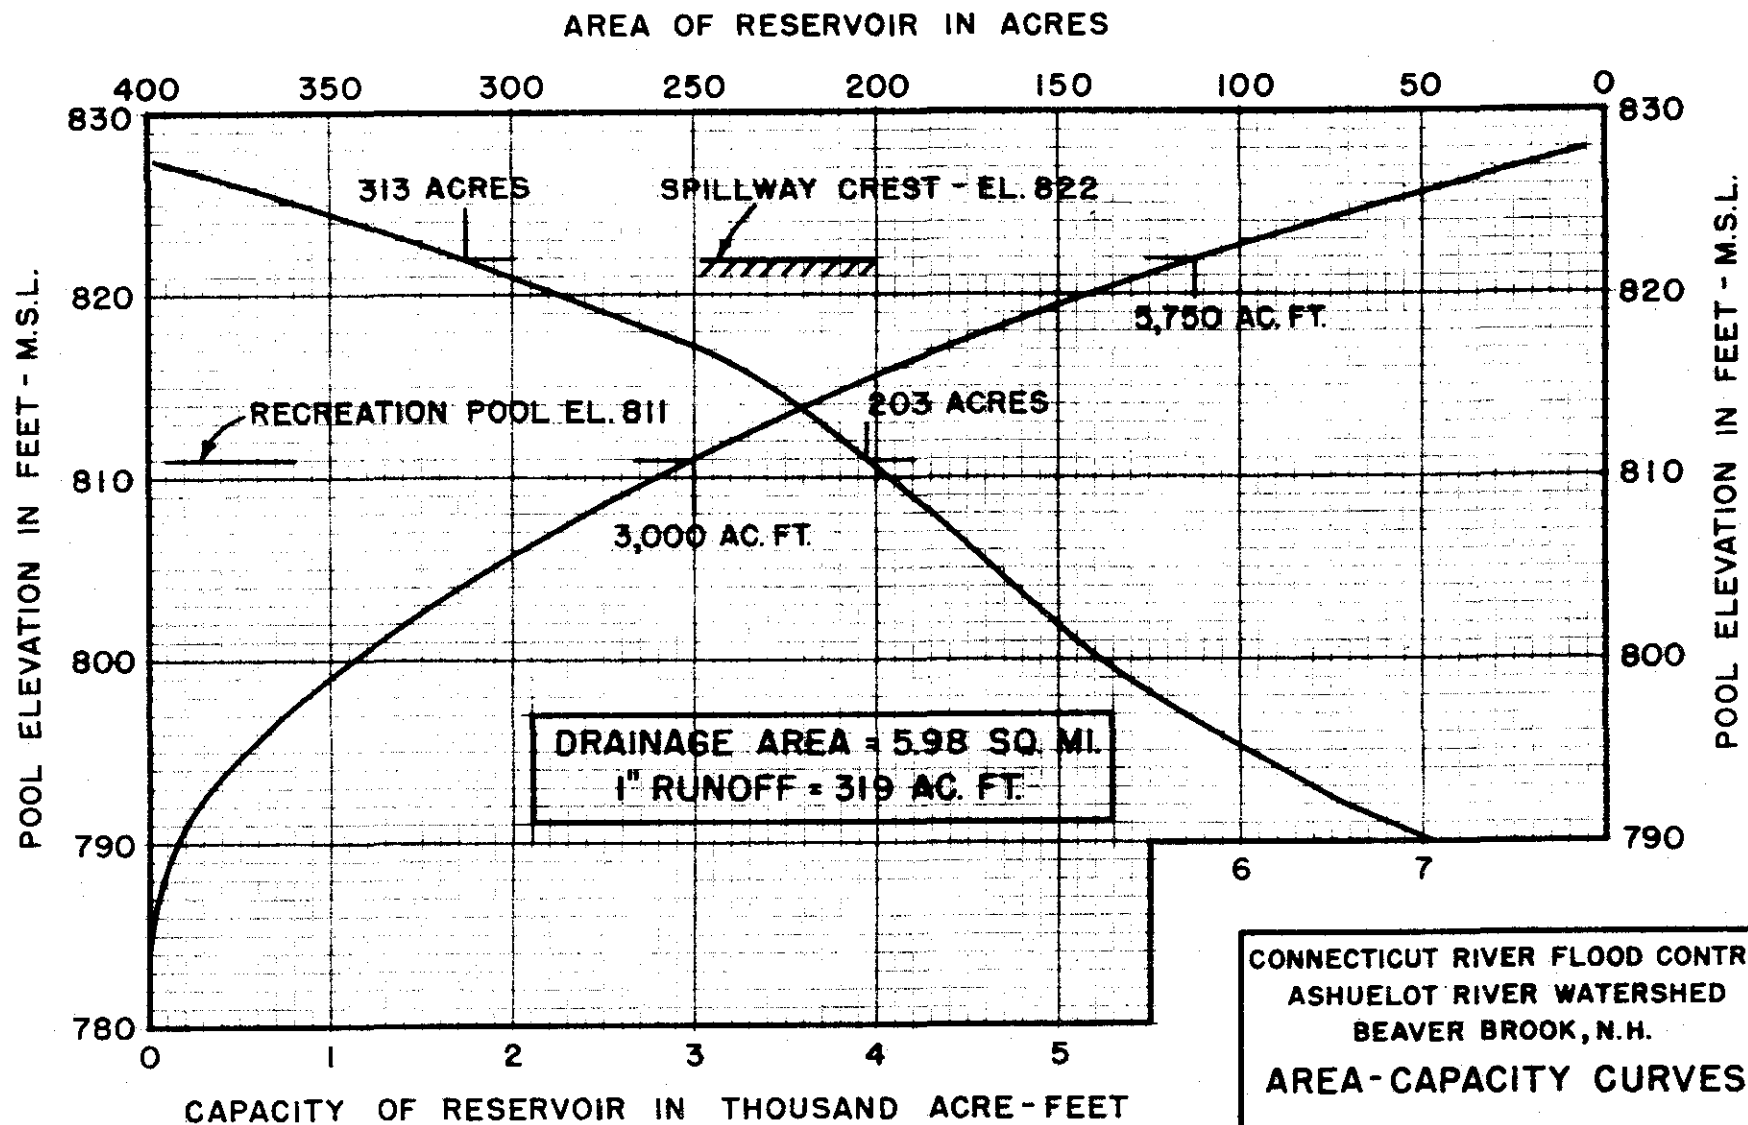 AREA OF RESERVOIR IN ACRES
400 350 300 250 200 150 100 50 0
830 830
313 ACRES
SPILLWAY CREST - EL. 822
820 820
5,750 AC. FT.
RECREATION POOL EL. 811
203 ACRES
810 810
3,000 AC. FT.
800 800
DRAINAGE AREA = 5.98 SQ. MI.
1" RUNOFF = 319 AC. FT.
790 790
6 7
780
0 1 2 3 4 5
CAPACITY OF RESERVOIR IN THOUSAND ACRE-FEET
POOL ELEVATION IN FEET - M.S.L.
POOL ELEVATION IN FEET - M.S.L.
CONNECTICUT RIVER FLOOD CONTR
ASHUELOT RIVER WATERSHED
BEAVER BROOK, N.H.
AREA-CAPACITY CURVES